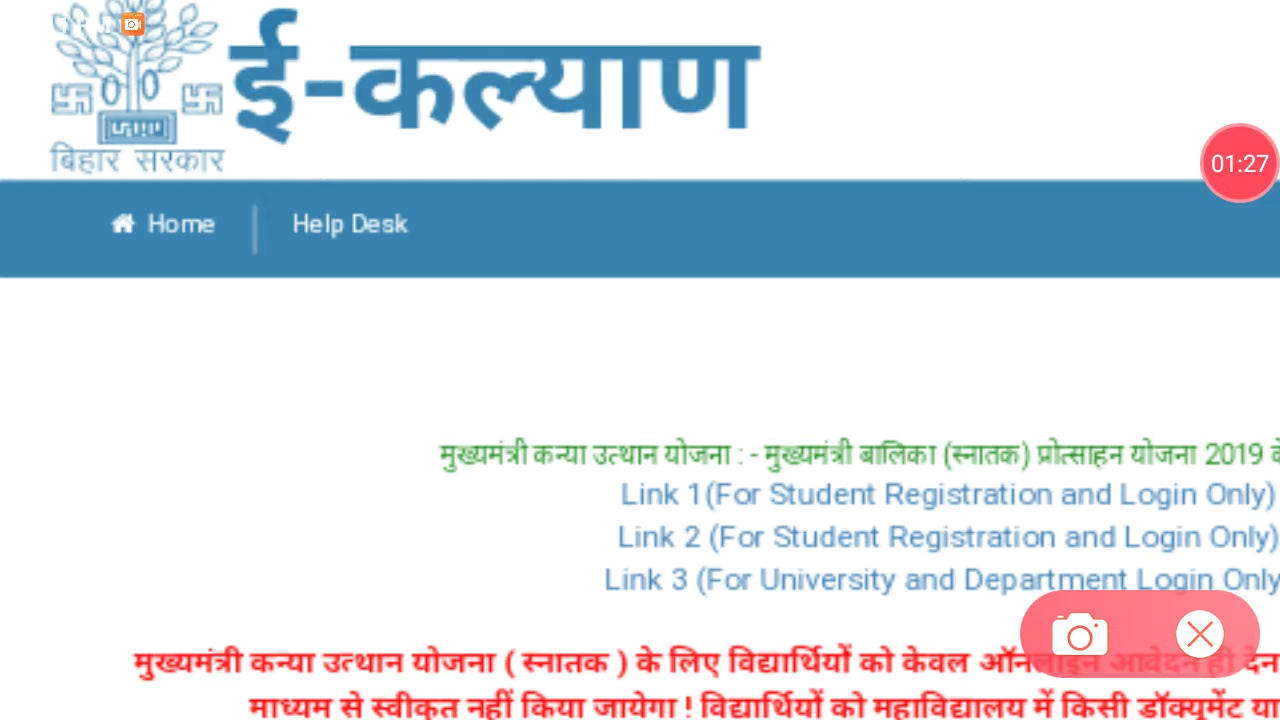 ई-कल्याण
बिहार सरकार
01:27
Home
Help Desk
मुख्यमंत्री कन्या उत्थान योजना : - मुख्यमंत्री बालिका (स्नातक) प्रोत्साहन योजना 2019 के
Link 1(For Student Registration and Login Only)
Link 2 (For Student Registration and Login Only)
Link 3 (For University and Department Login Only
मुख्यमंत्री कन्या उत्थान योजना ( स्नातक ) के लिए विद्यार्थियों को केवल ऑनलाइन आवेदन ही देन
माध्यम से स्वीकृत नहीं किया जायेगा ! विद्यार्थियों को महाविद्यालय में किसी डॉक्यूमेंट या